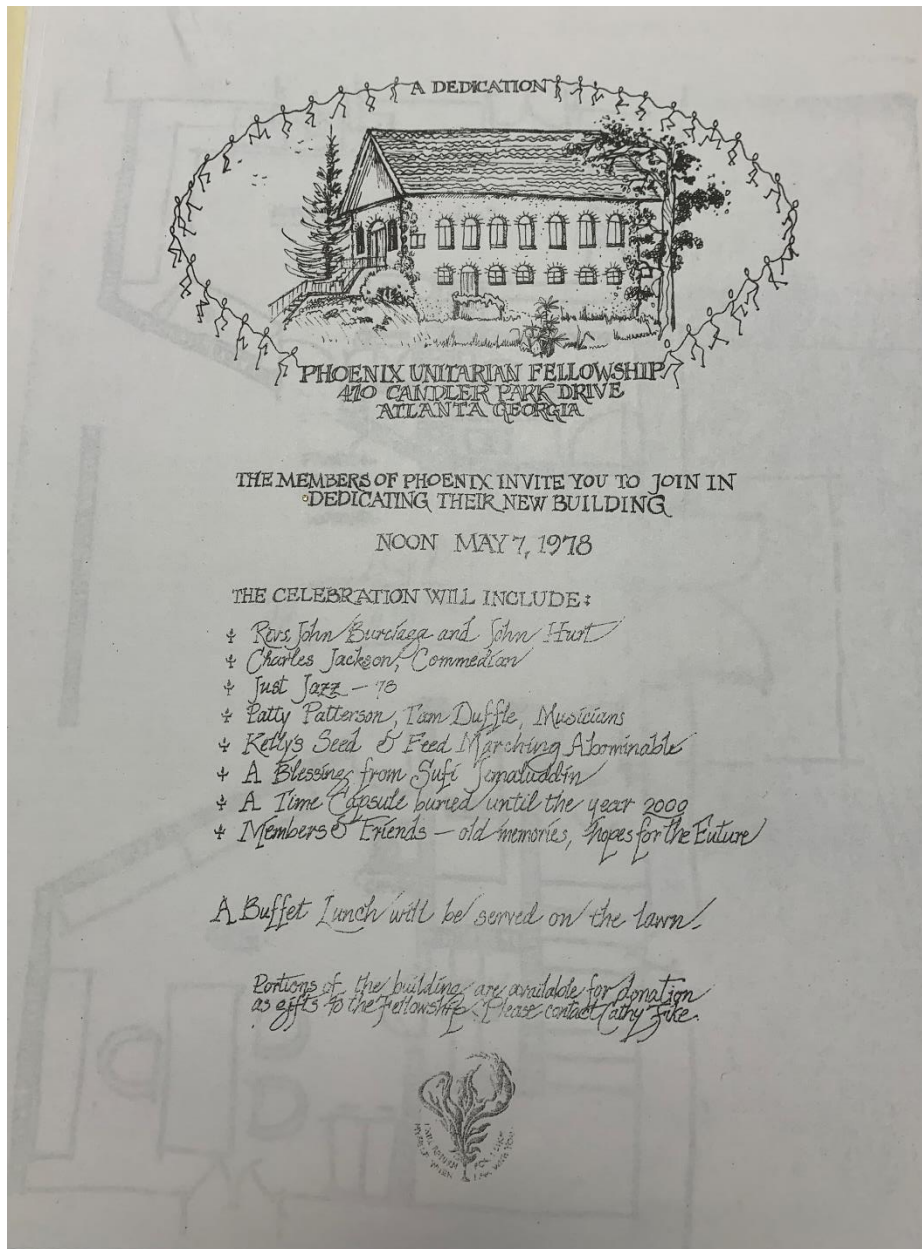 A DEDICATION
PHOENIX UNITARIAN FELLOWSHIP
470 CANDLER PARK DRIVE
ATLANTA GEORGIA
THE MEMBERS OF PHOENIX INVITE YOU TO JOIN IN
DEDICATING THEIR NEW BUILDING
NOON MAY 7, 1978
THE CELEBRATION WILL INCLUDE:
Revs. John Burciaga and John Hurt
Charles Jackson, Commedian
Just Jazz - 78
Patty Patterson, Tam Duffle, Musicians
Kelly's Seed & Feed Marching Abominable
A Blessing from Sufi Jemaluddin
A Time Capsule buried until the year 2009
Members & Friends - old memories, hopes for the Future
A Buffet Lunch will be served on the lawn.
Portions of the building are available for donation
as gifts to the Fellowship. Please contact Cathy Fike.